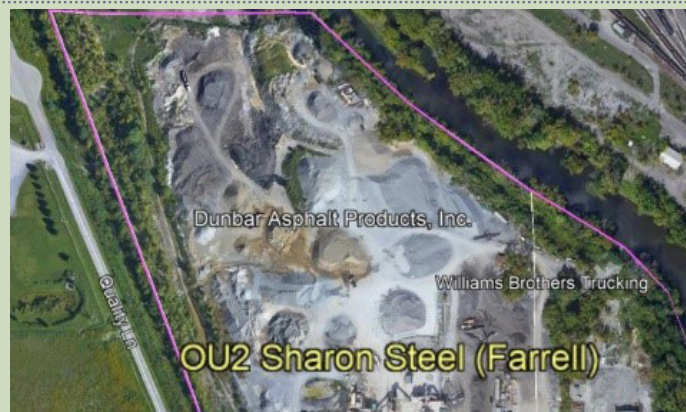 Dunbar Asphalt Products, Inc.
Williams Brothers Trucking
Quality Ln
OU2 Sharon Steel (Farrell)